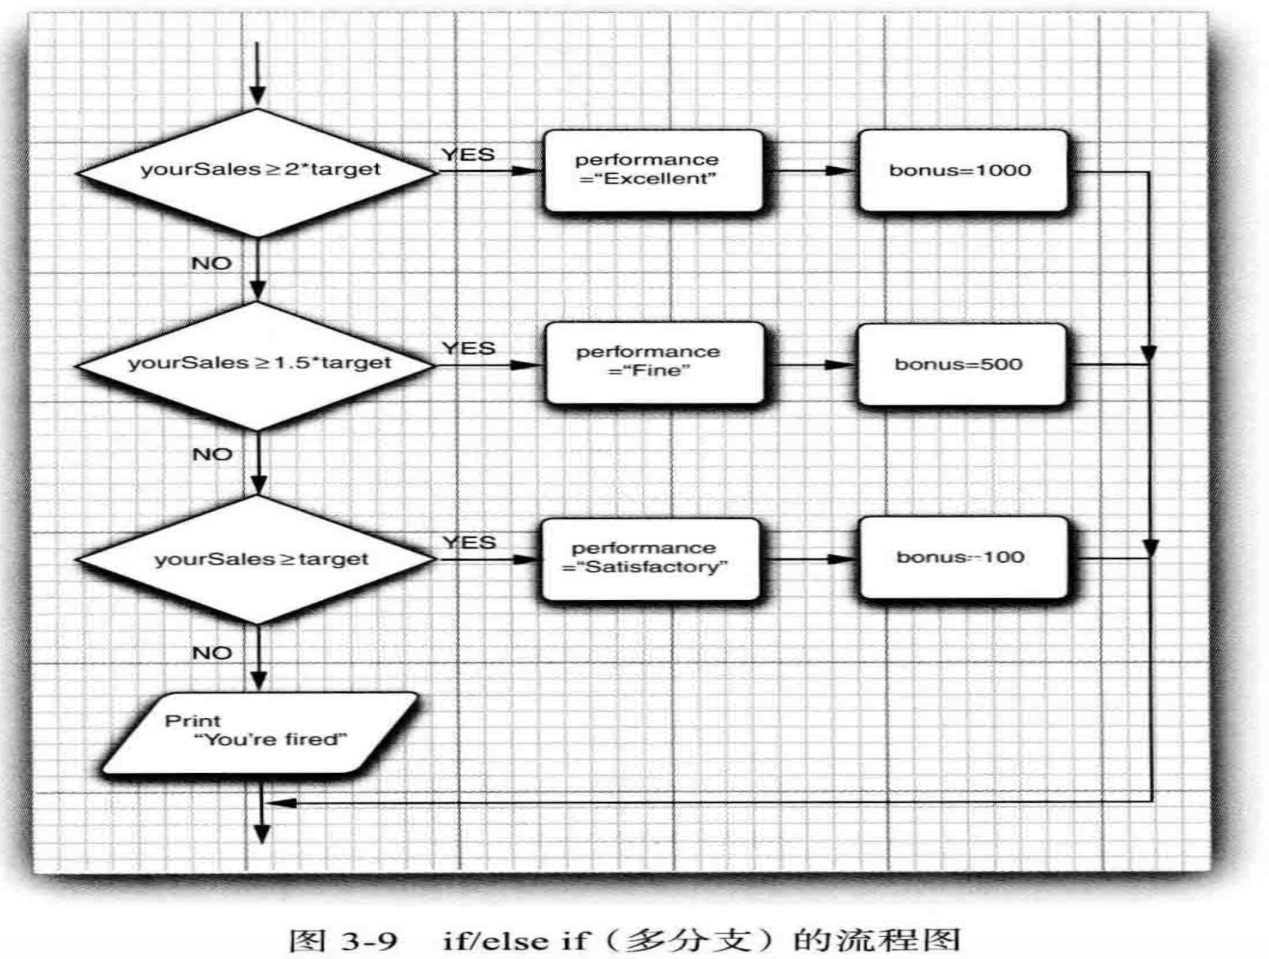 yourSales≥2*target
YES
performance
="Excellent"
bonus=1000
NO
yourSales≥1.5*target
YES
performance
="Fine"
bonus=500
NO
yourSales≥target
YES
performance
="Satisfactory"
bonus=100
NO
Print
"You're fired"
图 3-9 if/else if（多分支）的流程图